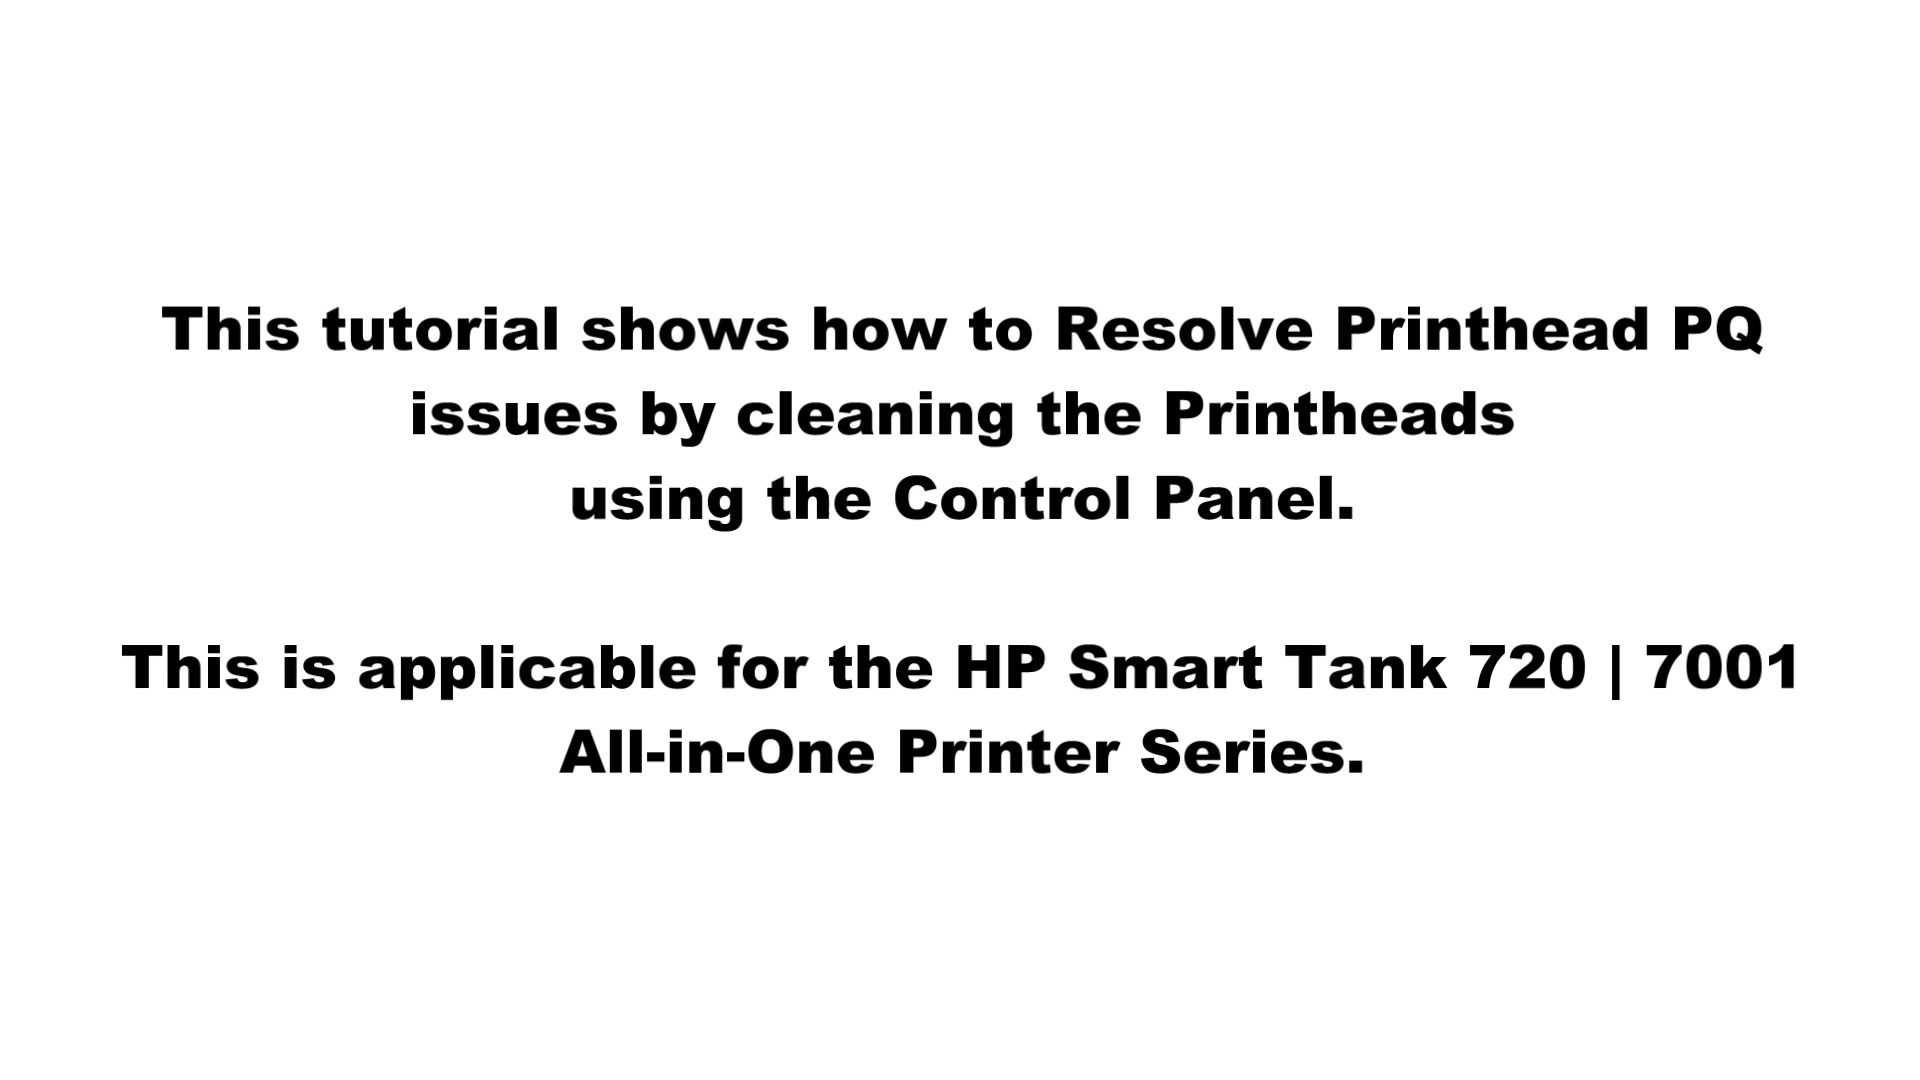 This tutorial shows how to Resolve Printhead PQ
issues by cleaning the Printheads
using the Control Panel.
This is applicable for the HP Smart Tank 720 | 7001
All-in-One Printer Series.